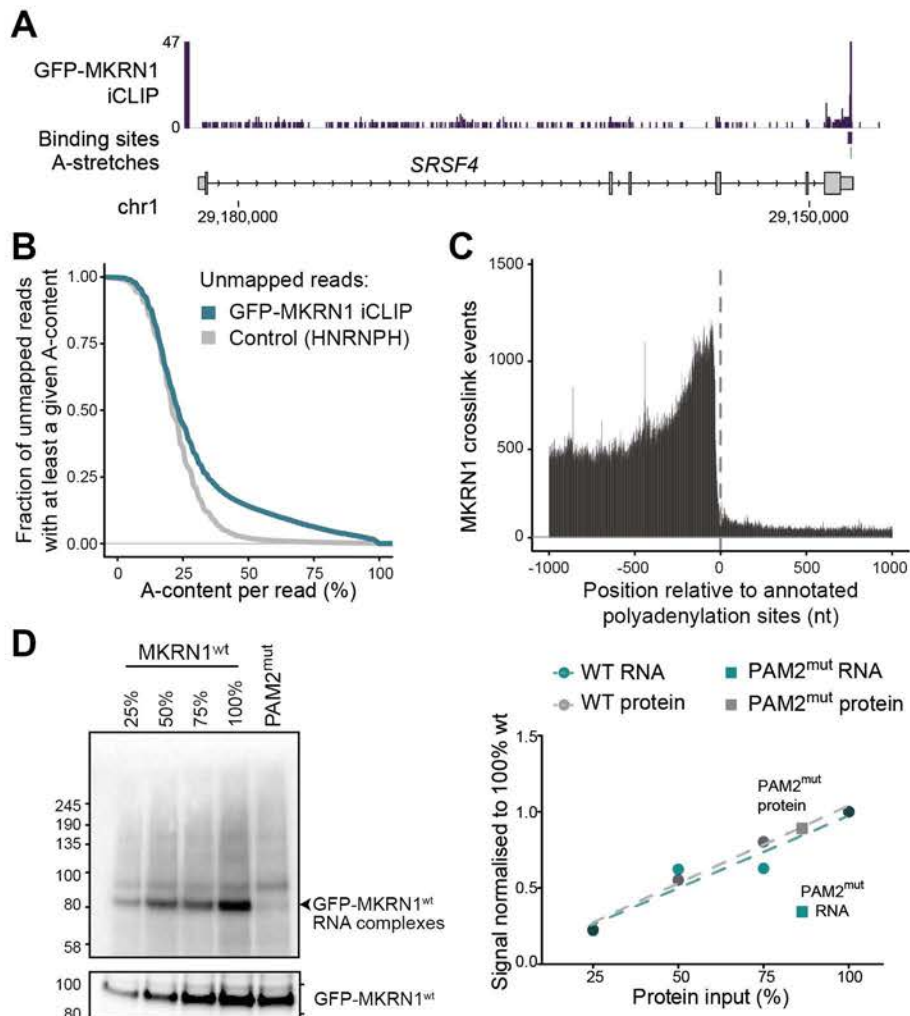 A
47
GFP-MKRN1
iCLIP
0
Binding sites
A-stretches
SRSF4
chr1
29,180,000
29,150,000
B
Fraction of unmapped reads
with at least a given A-content
1.00
0.75
0.50
0.25
0.00
Unmapped reads:
GFP-MKRN1 iCLIP
Control (HNRNPH)
0
25
50
75
100
A-content per read (%)
C
MKRN1 crosslink events
1500
1000
500
0
-1000
-500
0
500
1000
Position relative to annotated
polyadenylation sites (nt)
D
MKRN1wt
25%
50%
75%
100%
PAM2mut
245
190
135
100
80
58
GFP-MKRN1wt
RNA complexes
100
80
GFP-MKRN1wt
WT RNA
PAM2mut RNA
WT protein
PAM2mut protein
Signal normalised to 100% wt
1.5
1.0
0.5
0.0
PAM2mut
protein
PAM2mut
RNA
25
50
75
100
Protein input (%)